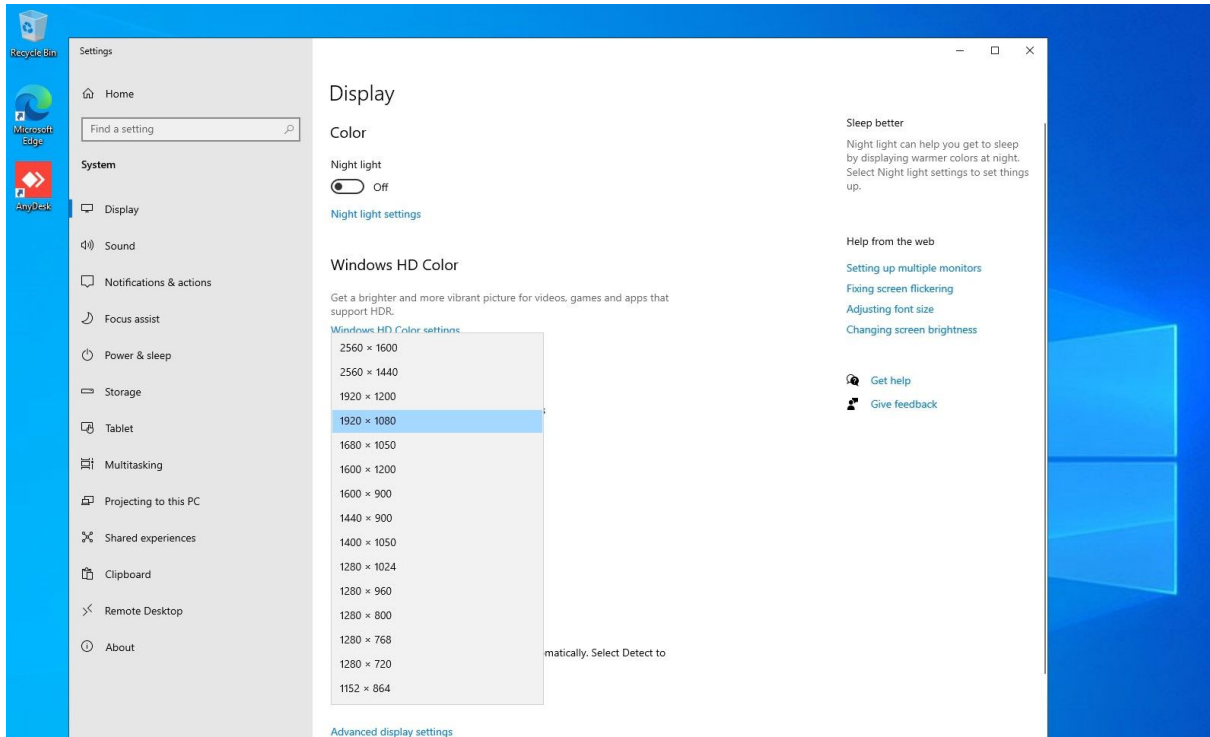 Recycle Bin
Microsoft
Edge
AnyDesk
Settings
Home
Find a setting
System
Display
Sound
Notifications & actions
Focus assist
Power & sleep
Storage
Tablet
Multitasking
Projecting to this PC
Shared experiences
Clipboard
Remote Desktop
About
Display
Color
Night light
Off
Night light settings
Windows HD Color
Get a brighter and more vibrant picture for videos, games and apps that
support HDR.
Windows HD Color settings
2560 × 1600
2560 × 1440
1920 × 1200
1920 × 1080
1680 × 1050
1600 × 1200
1600 × 900
1440 × 900
1400 × 1050
1280 × 1024
1280 × 960
1280 × 800
1280 × 768
1280 × 720
1152 × 864
matically. Select Detect to
Advanced display settings
Sleep better
Night light can help you get to sleep
by displaying warmer colors at night.
Select Night light settings to set things
up.
Help from the web
Setting up multiple monitors
Fixing screen flickering
Adjusting font size
Changing screen brightness
Get help
Give feedback